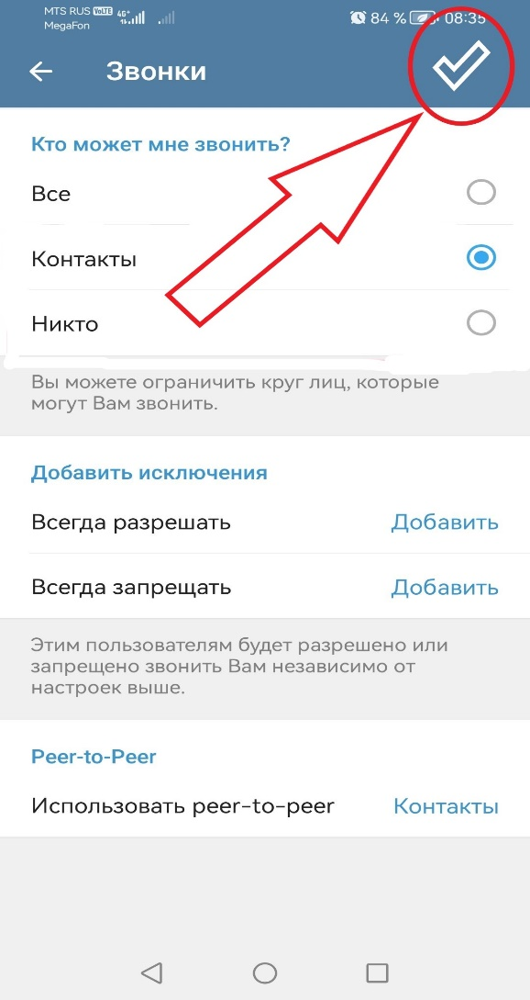 MTS RUS VoLTE 4G+ 84 % 08:35
MegaFon
Звонки
Кто может мне звонить?
Все
Контакты
Никто
Вы можете ограничить круг лиц, которые
могут Вам звонить.
Добавить исключения
Всегда разрешать Добавить
Всегда запрещать Добавить
Этим пользователям будет разрешено или
запрещено звонить Вам независимо от
настроек выше.
Peer-to-Peer
Использовать peer-to-peer Контакты